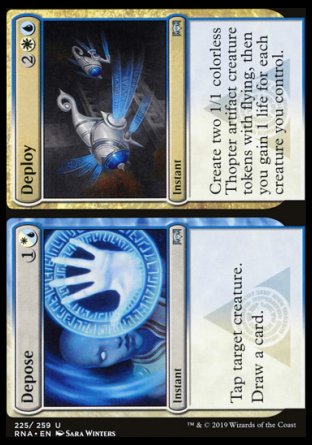 Depose 1
Instant
Tap target creature.
Draw a card.
Deploy 2
Instant
Create two 1/1 colorless
Thopter artifact creature
tokens with flying, then
you gain 1 life for each
creature you control.
225/259 U
RNA • EN SARA WINTERS
™ & © 2019 Wizards of the Coast